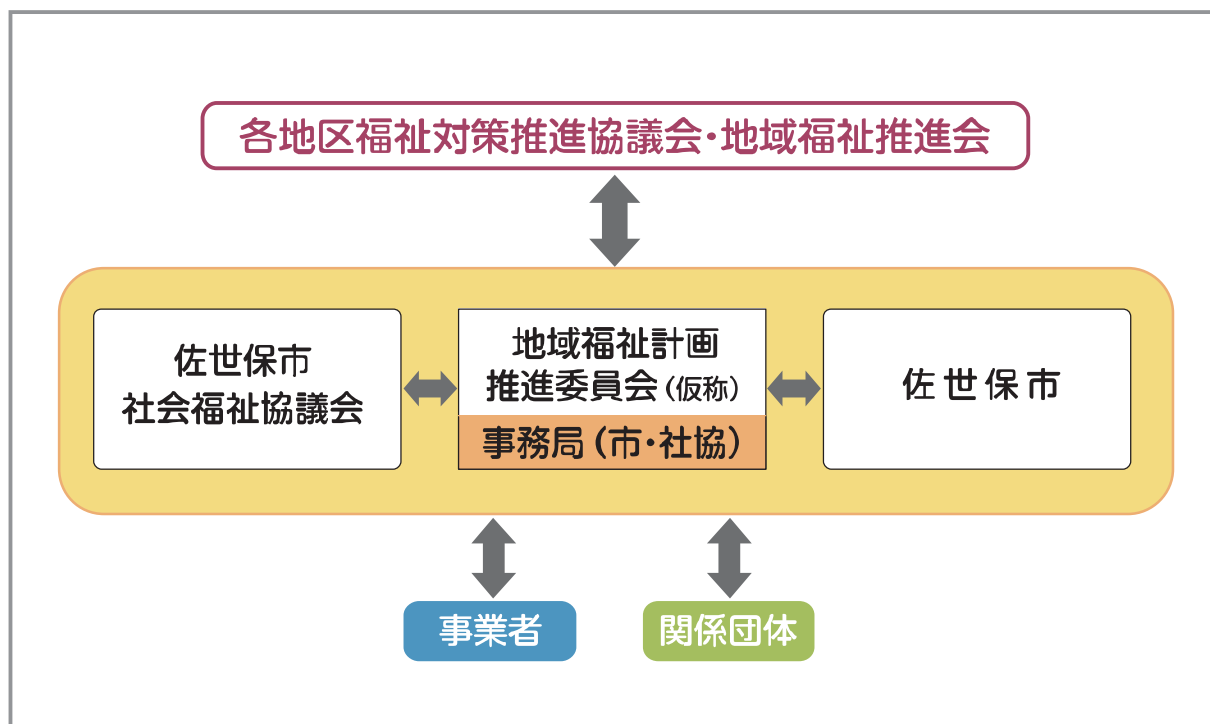 各地区福祉対策推進協議会・地域福祉推進会
佐世保市
社会福祉協議会
地域福祉計画
推進委員会(仮称)
事務局(市・社協)
佐世保市
事業者
関係団体